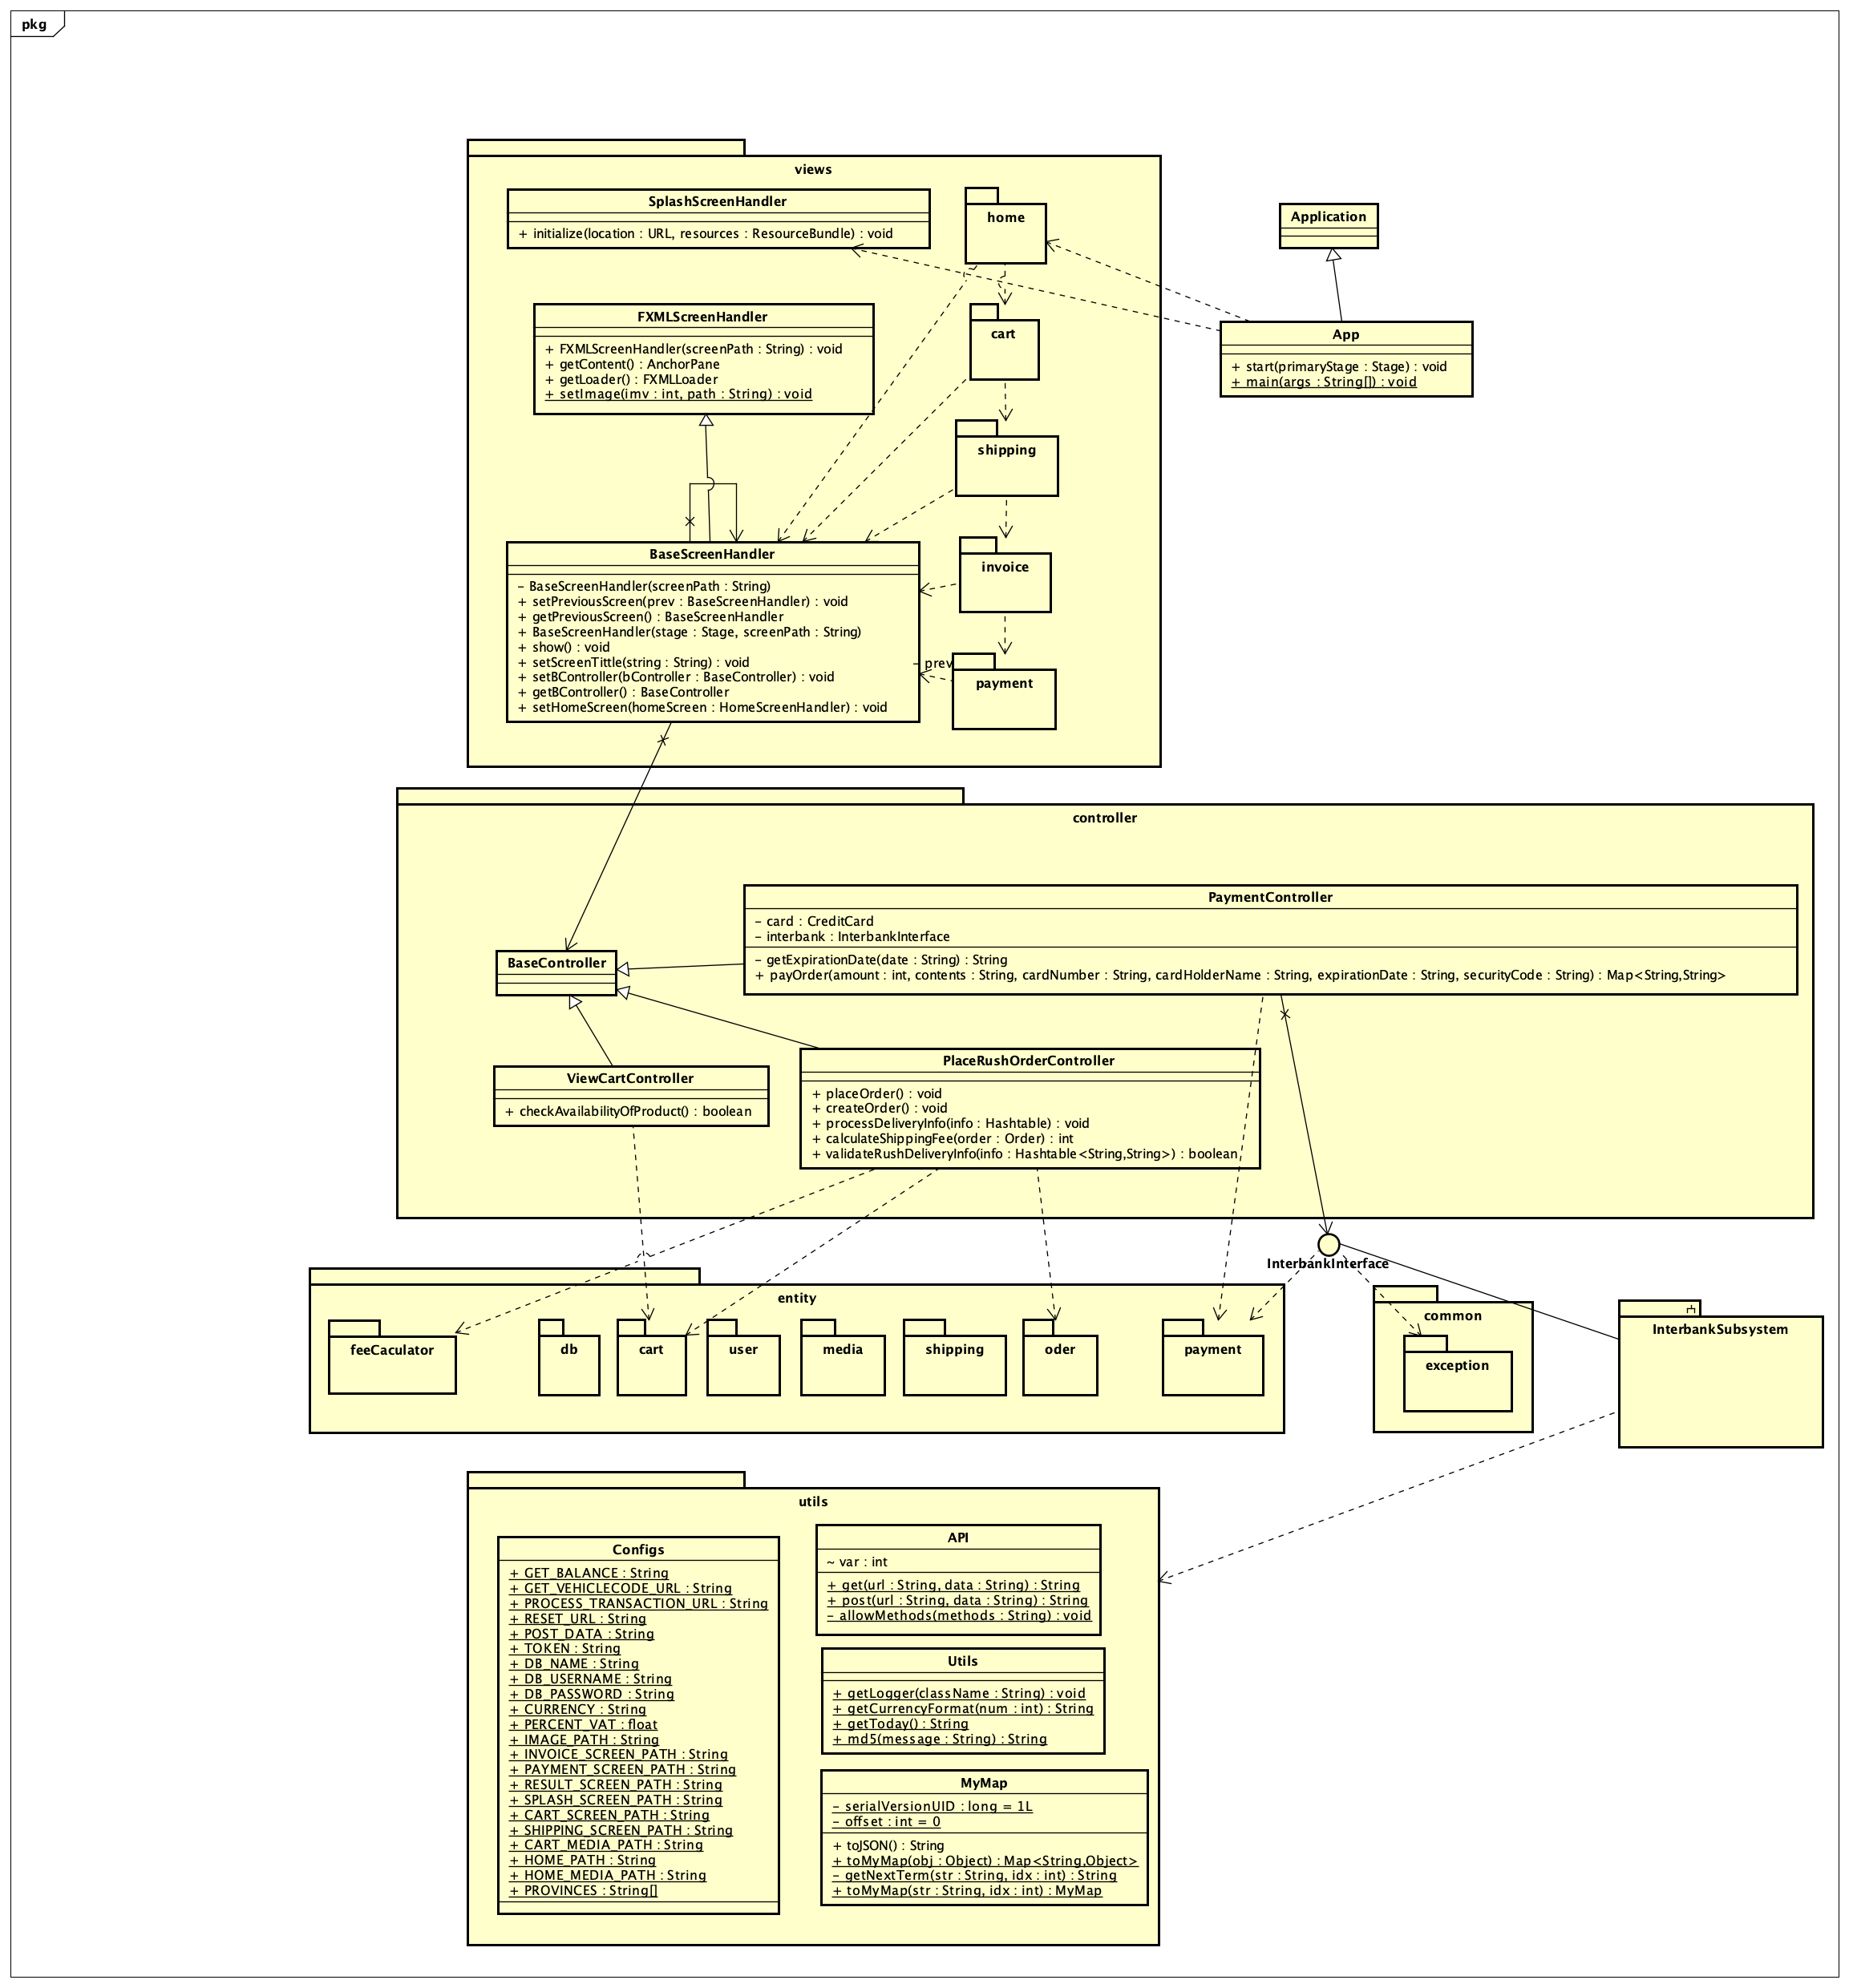 pkg
views
SplashScreenHandler
+ initialize(location : URL, resources : ResourceBundle) : void
home
Application
FXMLScreenHandler
+ FXMLScreenHandler(screenPath : String) : void
+ getContent() : AnchorPane
+ getLoader() : FXMLLoader
+ setImage(imv : int, path : String) : void
cart
App
+ start(primaryStage : Stage) : void
+ main(args : String[]) : void
shipping
BaseScreenHandler
- BaseScreenHandler(screenPath : String)
+ setPreviousScreen(prev : BaseScreenHandler) : void
+ getPreviousScreen() : BaseScreenHandler
+ BaseScreenHandler(stage : Stage, screenPath : String)
+ show() : void
+ setScreenTittle(string : String) : void
+ setBController(bController : BaseController) : void
+ getBController() : BaseController
+ setHomeScreen(homeScreen : HomeScreenHandler) : void
invoice
- prev
payment
controller
PaymentController
- card : CreditCard
- interbank : InterbankInterface
- getExpirationDate(date : String) : String
+ payOrder(amount : int, contents : String, cardNumber : String, cardHolderName : String, expirationDate : String, securityCode : String) : Map<String,String>
BaseController
ViewCartController
+ checkAvailabilityOfProduct() : boolean
PlaceRushOrderController
+ placeOrder() : void
+ createOrder() : void
+ processDeliveryInfo(info : Hashtable) : void
+ calculateShippingFee(order : Order) : int
+ validateRushDeliveryInfo(info : Hashtable<String,String>) : boolean
InterbankInterface
entity
feeCaculator
db
cart
user
media
shipping
oder
payment
common
exception
InterbankSubsystem
utils
Configs
+ GET_BALANCE : String
+ GET_VEHICLECODE_URL : String
+ PROCESS_TRANSACTION_URL : String
+ RESET_URL : String
+ POST_DATA : String
+ TOKEN : String
+ DB_NAME : String
+ DB_USERNAME : String
+ DB_PASSWORD : String
+ CURRENCY : String
+ PERCENT_VAT : float
+ IMAGE_PATH : String
+ INVOICE_SCREEN_PATH : String
+ PAYMENT_SCREEN_PATH : String
+ RESULT_SCREEN_PATH : String
+ SPLASH_SCREEN_PATH : String
+ CART_SCREEN_PATH : String
+ SHIPPING_SCREEN_PATH : String
+ CART_MEDIA_PATH : String
+ HOME_PATH : String
+ HOME_MEDIA_PATH : String
+ PROVINCES : String[]
API
~ var : int
+ get(url : String, data : String) : String
+ post(url : String, data : String) : String
- allowMethods(methods : String) : void
Utils
+ getLogger(className : String) : void
+ getCurrencyFormat(num : int) : String
+ getToday() : String
+ md5(message : String) : String
MyMap
- serialVersionUID : long = 1L
- offset : int = 0
+ toJSON() : String
+ toMyMap(obj : Object) : Map<String,Object>
- getNextTerm(str : String, idx : int) : String
+ toMyMap(str : String, idx : int) : MyMap